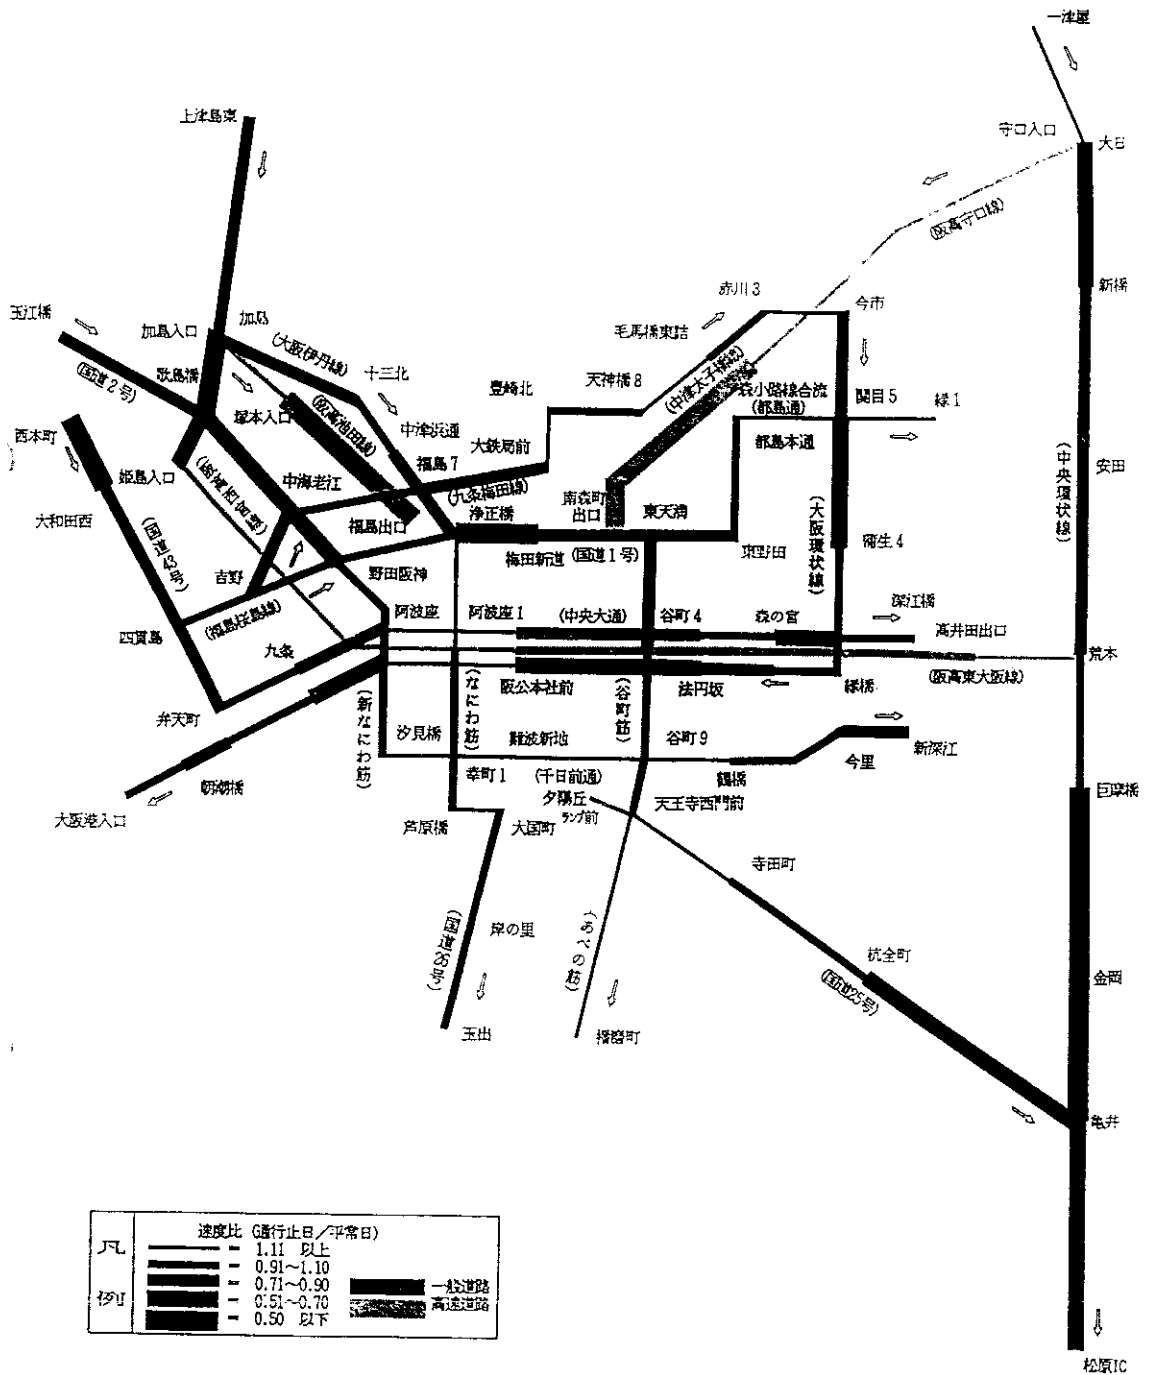 一津屋
守口入口
大日
上津島東
(阪高守口線)
新橋
赤川3
今市
玉江橋
加島入口
加島
毛馬橋東詰
(大阪伊丹線)
(国道2号)
歌島橋
十三北
豊崎北
天神橋8
(中津太子橋線)
森小路線合流
(都島通)
関目5
緑1
塚本入口
(阪高池田線)
中津浜通
西本町
大鉄局前
都島本通
福島7
(中央環状線)
安田
姫島入口
中海老江
(九条梅田線)
南森町
出口
東天満
浄正橋
福島出口
大和田西
(国道43号)
(大阪環状線)
梅田新道
(国道1号)
東野田
蒲生4
吉野
野田阪神
深江橋
(福島桜島線)
阿波座
阿波座1
(中央大通)
谷町4
森の宮
高井田出口
四貫島
九条
荒本
(阪高東大阪線)
阪公本社前
法円坂
緑橋
弁天町
(新なにわ筋)
(なにわ筋)
(谷町筋)
汐見橋
難波新地
谷町9
今里
新深江
朝潮橋
幸町1
(千日前通)
鶴橋
大阪港入口
夕陽丘
ランプ前
天王寺西門前
巨摩橋
芦原橋
大国町
寺田町
(国道26号)
岸の里
(あべの筋)
杭全町
(国道25号)
金岡
玉出
播磨町
亀井
凡例
速度比 (通行止日/平常日)
1.11 以上
0.91~1.10
0.71~0.90
0.51~0.70
0.50 以下
一般道路
高速道路
松原IC